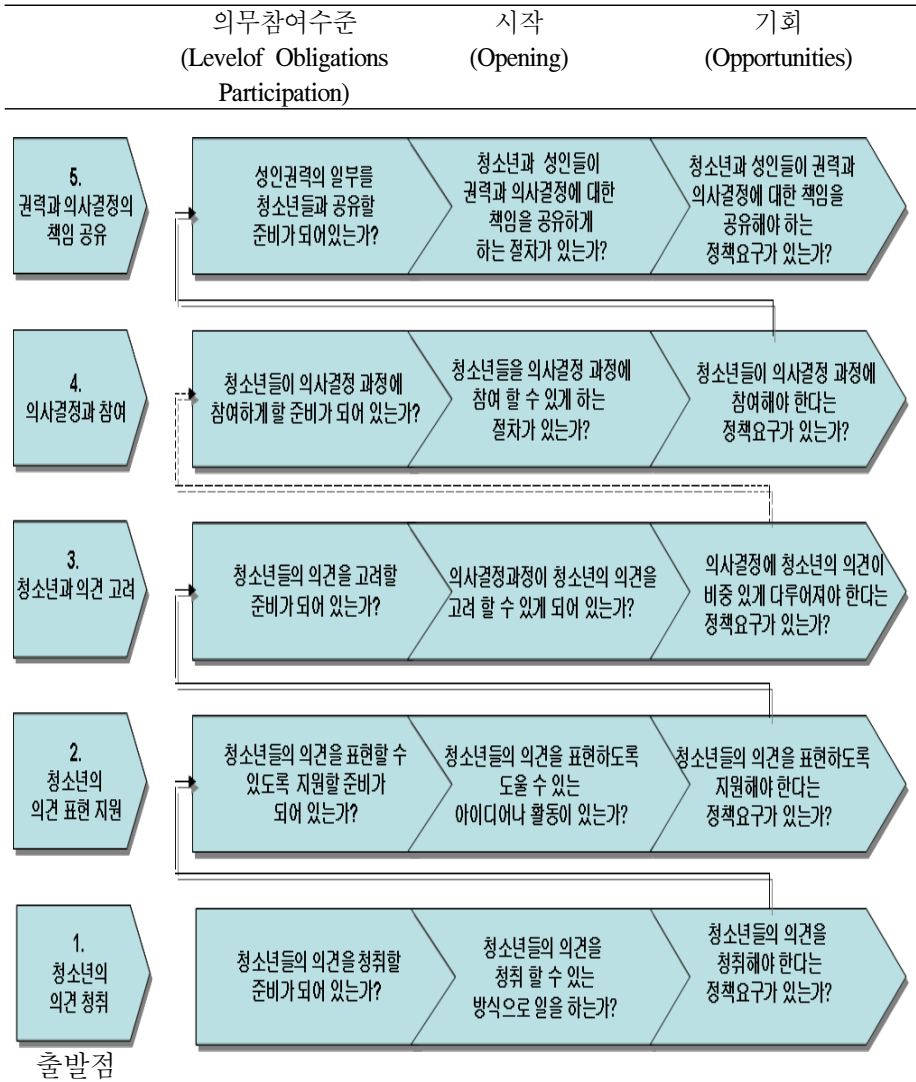 의무참여수준
(Levelof Obligations
Participation)
시작
(Opening)
기회
(Opportunities)
5.
권력과 의사결정의
책임 공유
성인권력의 일부를
청소년들과 공유할
준비가 되어있는가?
청소년과 성인들이
권력과 의사결정에 대한
책임을 공유하게
하는 절차가 있는가?
청소년과 성인들이 권력과
의사결정에 대한 책임을
공유해야 하는
정책요구가 있는가?
4.
의사결정과 참여
청소년들이 의사결정 과정에
참여하게 할 준비가 되어 있는가?
청소년들을 의사결정 과정에
참여 할 수 있게 하는
절차가 있는가?
청소년들이 의사결정 과정에
참여해야 한다는
정책요구가 있는가?
3.
청소년과 의견 고려
청소년들의 의견을 고려할
준비가 되어 있는가?
의사결정과정이 청소년의 의견을
고려 할 수 있게 되어 있는가?
의사결정에 청소년의 의견이
비중 있게 다루어져야 한다는
정책요구가 있는가?
2.
청소년의
의견 표현 지원
청소년들의 의견을 표현할 수
있도록 지원할 준비가
되어 있는가?
청소년들의 의견을 표현하도록
도울 수 있는
아이디어나 활동이 있는가?
청소년들의 의견을 표현하도록
지원해야 한다는
정책요구가 있는가?
1.
청소년의
의견 청취
청소년들의 의견을 청취할
준비가 되어 있는가?
청소년들의 의견을
청취 할 수 있는
방식으로 일을 하는가?
청소년들의 의견을
청취해야 한다는
정책요구가 있는가?
출발점